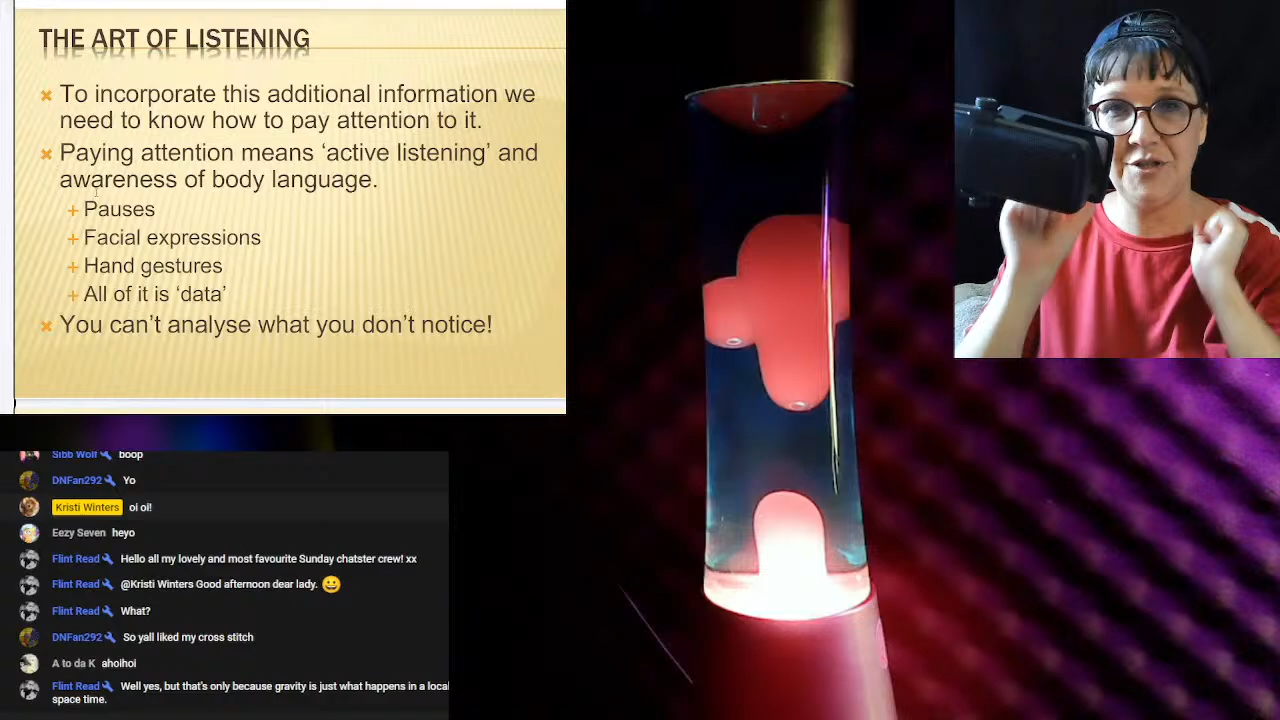 THE ART OF LISTENING
To incorporate this additional information we
need to know how to pay attention to it.
Paying attention means ‘active listening’ and
awareness of body language.
Pauses
Facial expressions
Hand gestures
All of it is ‘data’
You can’t analyse what you don’t notice!
Sibb Wolf boop
DNFan292 Yo
Kristi Winters oi oi!
Eezy Seven heyo
Flint Read Hello all my lovely and most favourite Sunday chatster crew! xx
Flint Read @Kristi Winters Good afternoon dear lady. 😀
Flint Read What?
DNFan292 So yall liked my cross stitch
A to da K ahoihoi
Flint Read Well yes, but that's only because gravity is just what happens in a local
space time.